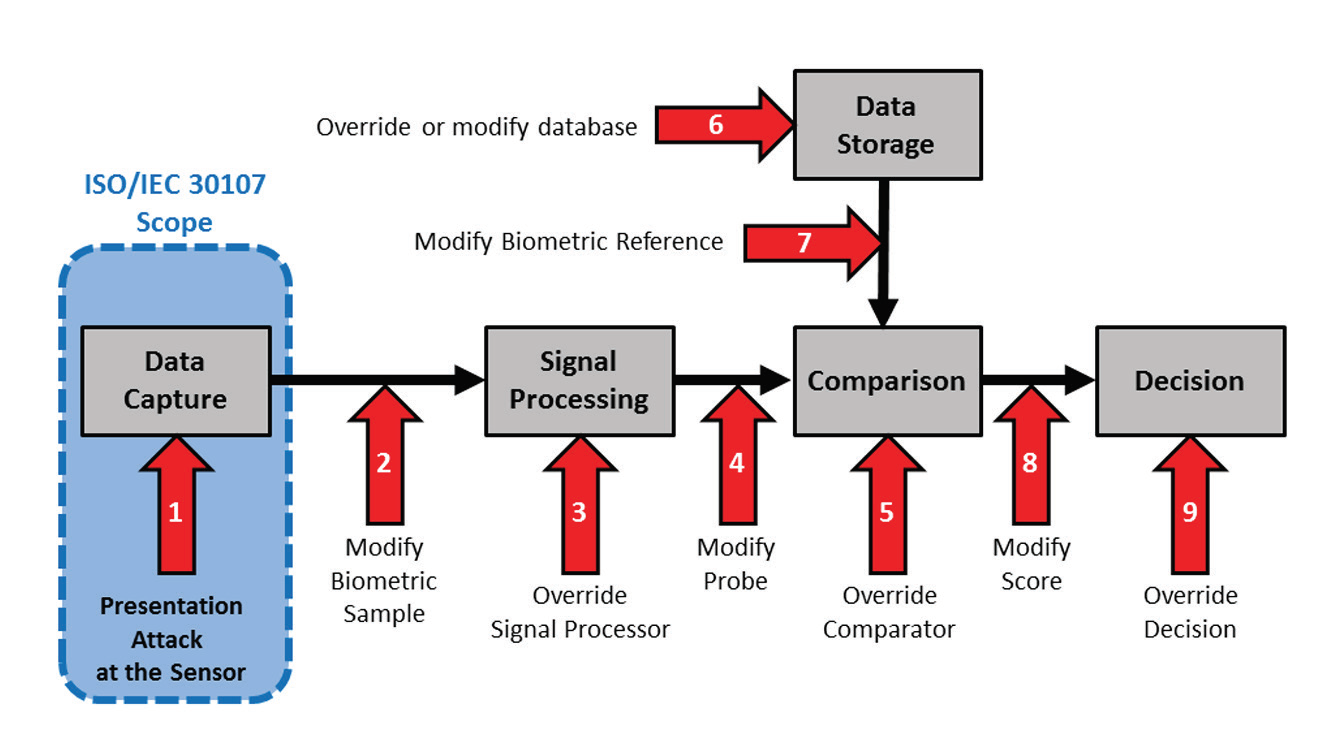 Data
Storage
Override or modify database
6
ISO/IEC 30107
Scope
Modify Biometric Reference
7
Data
Capture
Signal
Processing
Comparison
Decision
1
2
3
4
5
8
9
Presentation
Attack
at the Sensor
Modify
Biometric
Sample
Override
Signal Processor
Modify
Probe
Override
Comparator
Modify
Score
Override
Decision